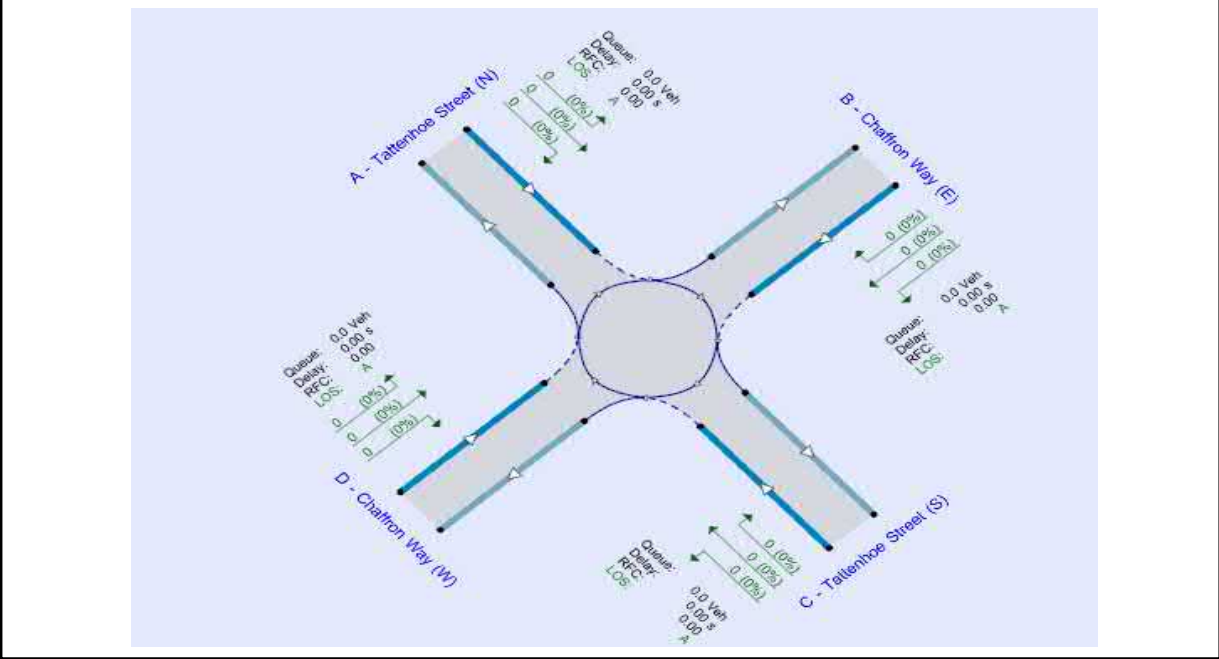 A - Tattenhoe Street (N)
Queue: 0.0 Veh
Delay: 0.00 s
RFC: 0.00
LOS: A
0 (0%)
0 (0%)
0 (0%)
B - Chaffron Way (E)
0 (0%)
0 (0%)
0 (0%)
Queue: 0.0 Veh
Delay: 0.00 s
RFC: 0.00
LOS: A
Queue: 0.0 Veh
Delay: 0.00 s
RFC: 0.00
LOS: A
0 (0%)
0 (0%)
0 (0%)
D - Chaffron Way (W)
Queue: 0.0 Veh
Delay: 0.00 s
RFC: 0.00
LOS: A
0 (0%)
0 (0%)
0 (0%)
C - Tattenhoe Street (S)